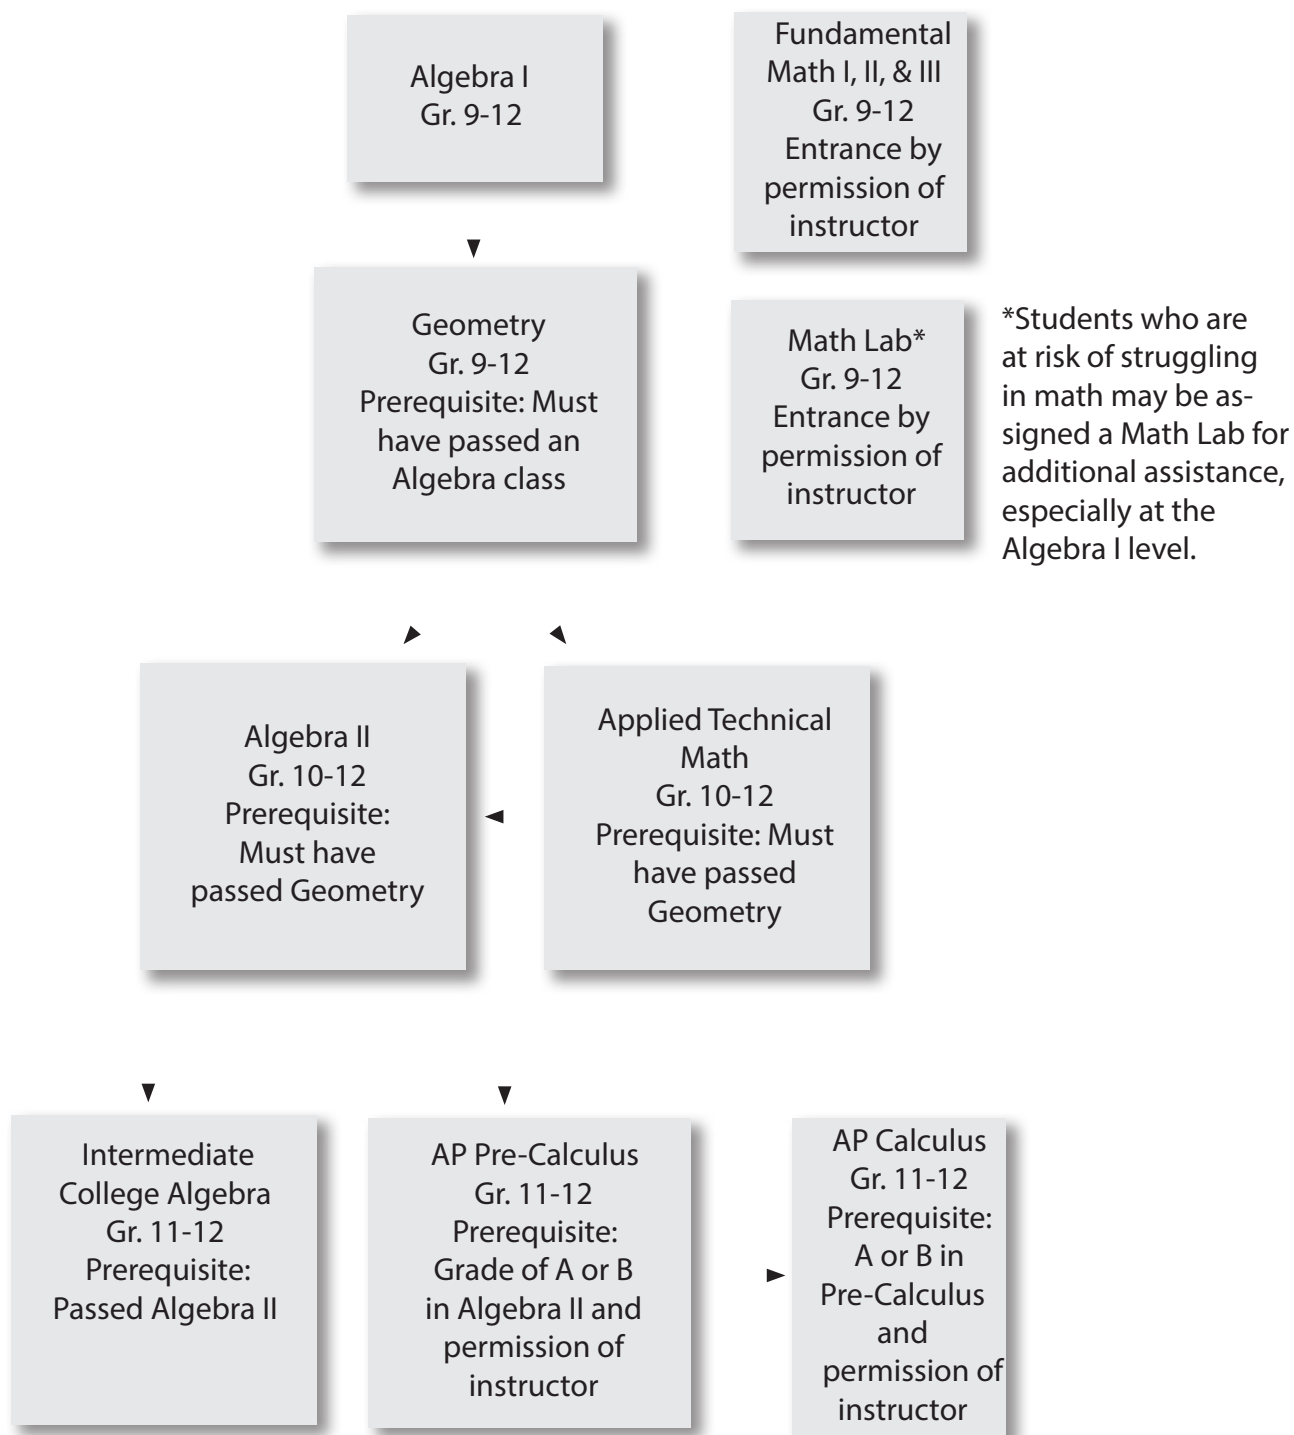 Algebra I
Gr. 9-12
Fundamental
Math I, II, & III
Gr. 9-12
Entrance by
permission of
instructor
Geometry
Gr. 9-12
Prerequisite: Must
have passed an
Algebra class
Math Lab*
Gr. 9-12
Entrance by
permission of
instructor
*Students who are
at risk of struggling
in math may be as-
signed a Math Lab for
additional assistance,
especially at the
Algebra I level.
Algebra II
Gr. 10-12
Prerequisite:
Must have
passed Geometry
Applied Technical
Math
Gr. 10-12
Prerequisite: Must
have passed
Geometry
Intermediate
College Algebra
Gr. 11-12
Prerequisite:
Passed Algebra II
AP Pre-Calculus
Gr. 11-12
Prerequisite:
Grade of A or B
in Algebra II and
permission of
instructor
AP Calculus
Gr. 11-12
Prerequisite:
A or B in
Pre-Calculus
and
permission of
instructor